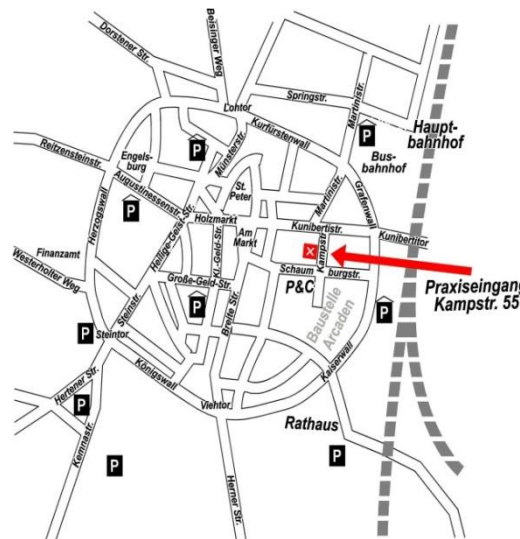 Dorstener Str.
Beisinger Weg
Lohtor
Springstr.
Martinistr.
P
Haupt-
bahnhof
Reitzensteinstr.
Engels-
burg
P
Münsterstr.
Kurfürstenwall
Bus-
bahnhof
Augustinessenstr.
St.
Peter
Martinistr.
Grafenwall
P
Herzogswall
Heilige-Geist-Str.
Holzmarkt
Kl.-Geld-Str.
Am
Markt
Kunibertistr.
Kunibertitor
Finanzamt
Westerholter Weg
Kampstr.
Große-Geld-Str.
Schaum
burgstr.
P&C
Praxiseingang
Kampstr. 55
Steinstr.
P
Breite Str.
Baustelle
Arcaden
P
P
Steintor
Königswall
Kaiserwall
Hertener Str.
P
Viehtor
Rathaus
Kemnastr.
P
Herner Str.
P